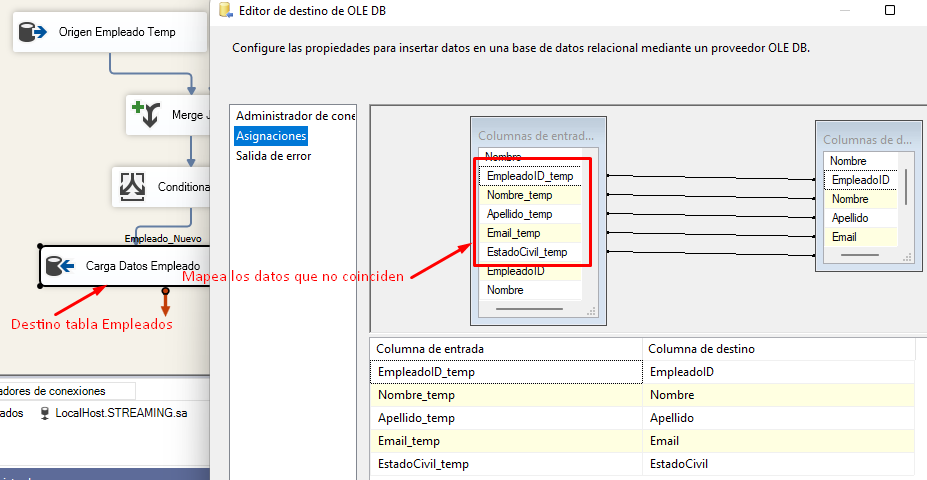 Editor de destino de OLE DB
Origen Empleado Temp
Configure las propiedades para insertar datos en una base de datos relacional mediante un proveedor OLE DB.
Merge J
Conditiona
Empleado_Nuevo
Carga Datos Empleado
Destino tabla Empleados
Mapea los datos que no coinciden
adores de conexiones
ados
LocalHost.STREAMING.sa
Administrador de cone
Asignaciones
Salida de error
Columnas de entrad...
Nombre
EmpleadoID_temp
Nombre_temp
Apellido_temp
Email_temp
EstadoCivil_temp
EmpleadoID
Nombre
Columnas de d...
Nombre
EmpleadoID
Nombre
Apellido
Email
Columna de entrada Columna de destino
EmpleadoID_temp EmpleadoID
Nombre_temp Nombre
Apellido_temp Apellido
Email_temp Email
EstadoCivil_temp EstadoCivil